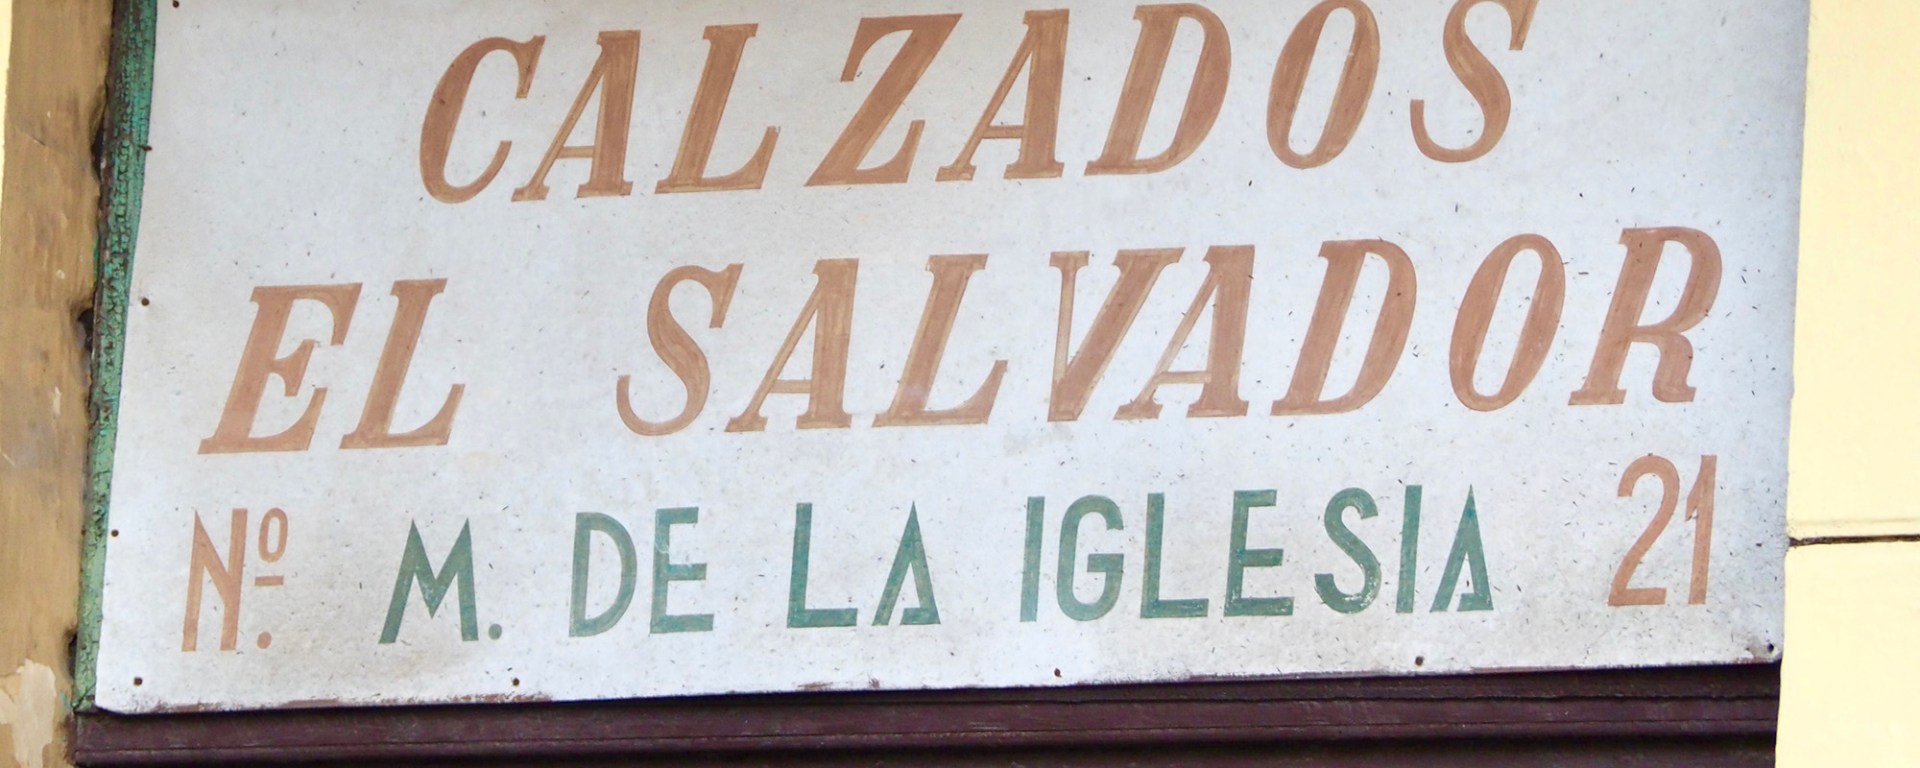 CALZADOS
EL SALVADOR
Nº. M. DE LA IGLESIA 21